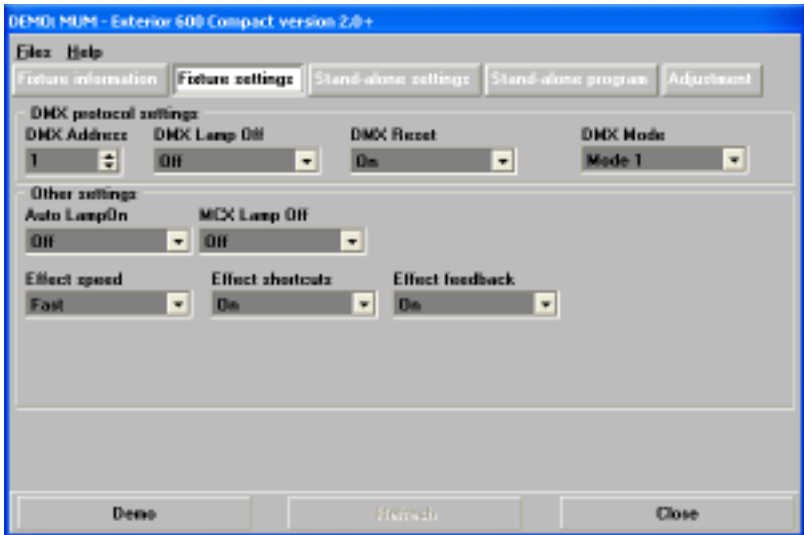 DEMO: MUM - Exterior 600 Compact version 2.0+
Files Help
Fixture information Fixture settings Stand-alone settings Stand-alone program Adjustment
DMX protocol settings
DMX Address DMX Lamp Off DMX Reset DMX Mode
1 Off On Mode 1
Other settings
Auto LampOn MCX Lamp Off
Off Off
Effect speed Effect shortcuts Effect feedback
Fast On On
Demo Refresh Close